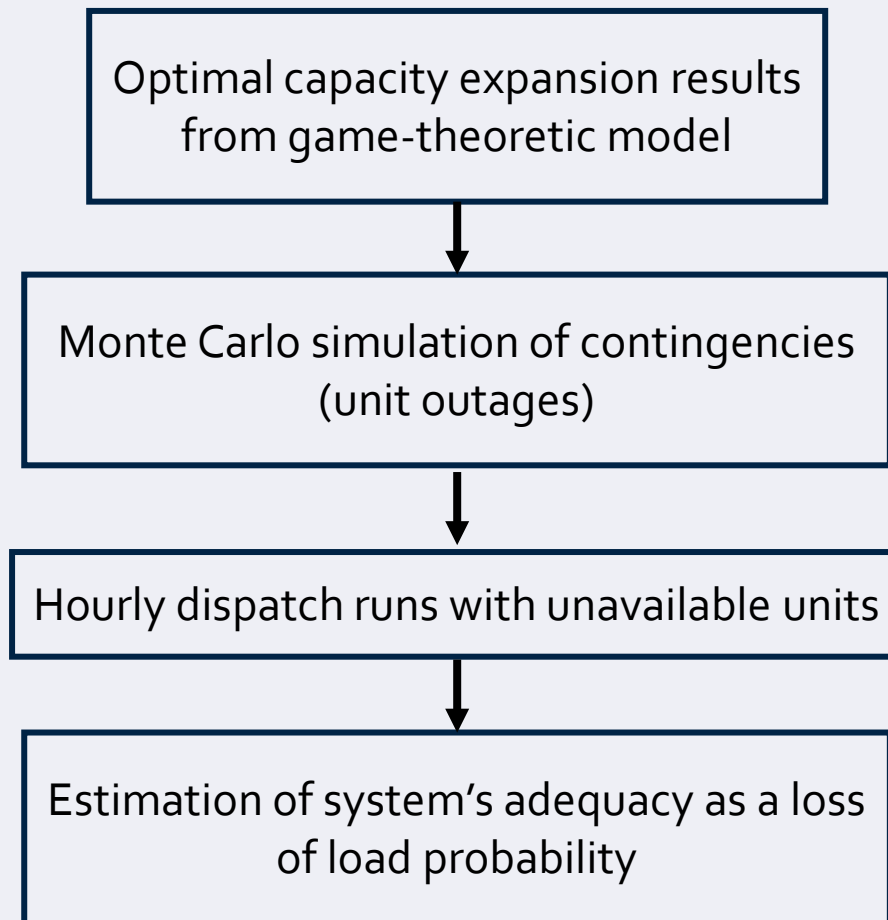 Optimal capacity expansion results
from game-theoretic model
Monte Carlo simulation of contingencies
(unit outages)
Hourly dispatch runs with unavailable units
Estimation of system’s adequacy as a loss
of load probability